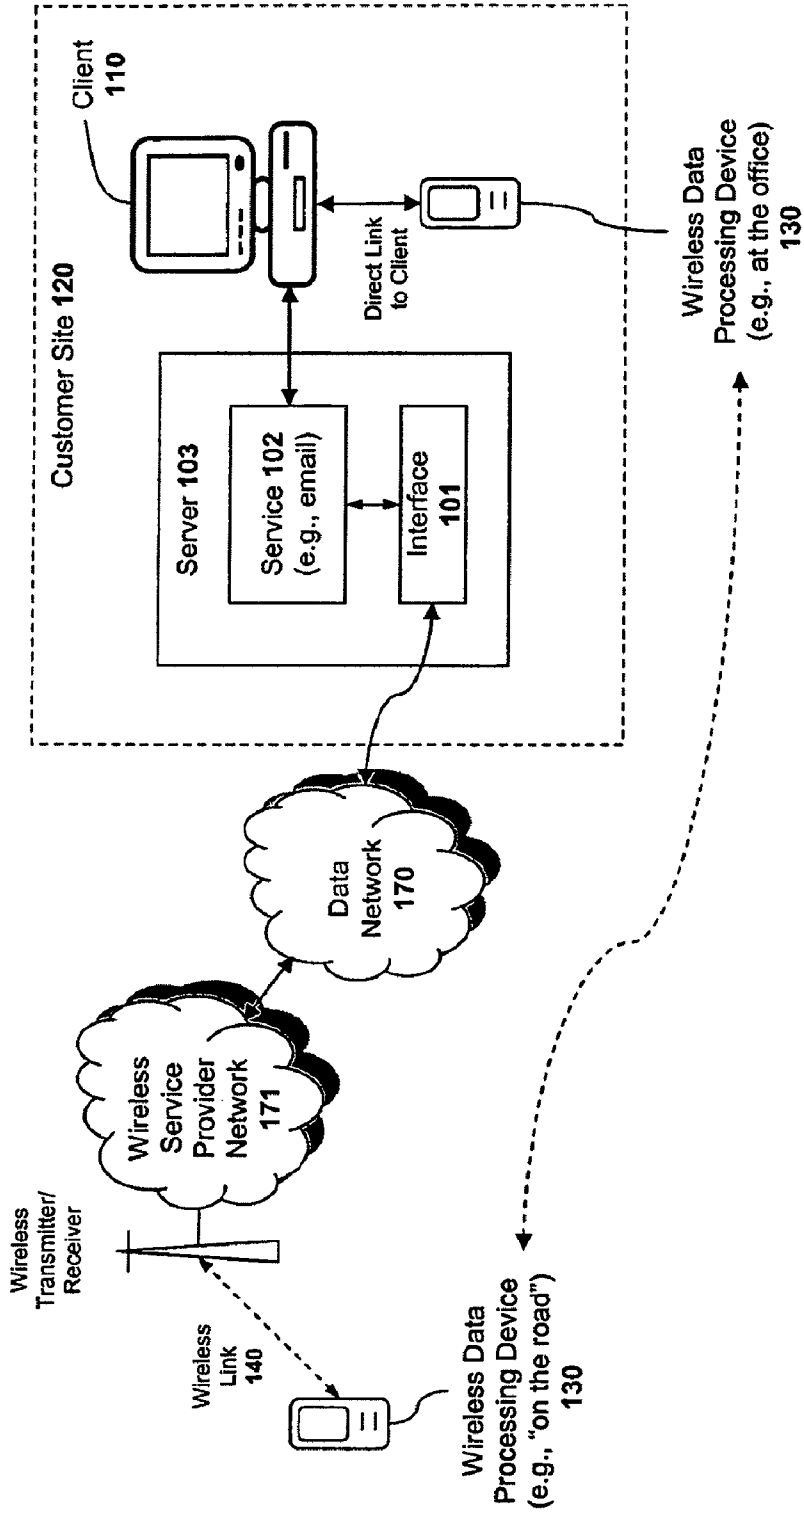 Customer Site 120
Client
110
Server 103
Service 102
(e.g., email)
Interface
101
Direct Link
to Client
Wireless Data
Processing Device
(e.g., at the office)
130
Data
Network
170
Wireless
Service
Provider
Network
171
Wireless
Transmitter/
Receiver
Wireless
Link
140
Wireless Data
Processing Device
(e.g., "on the road")
130